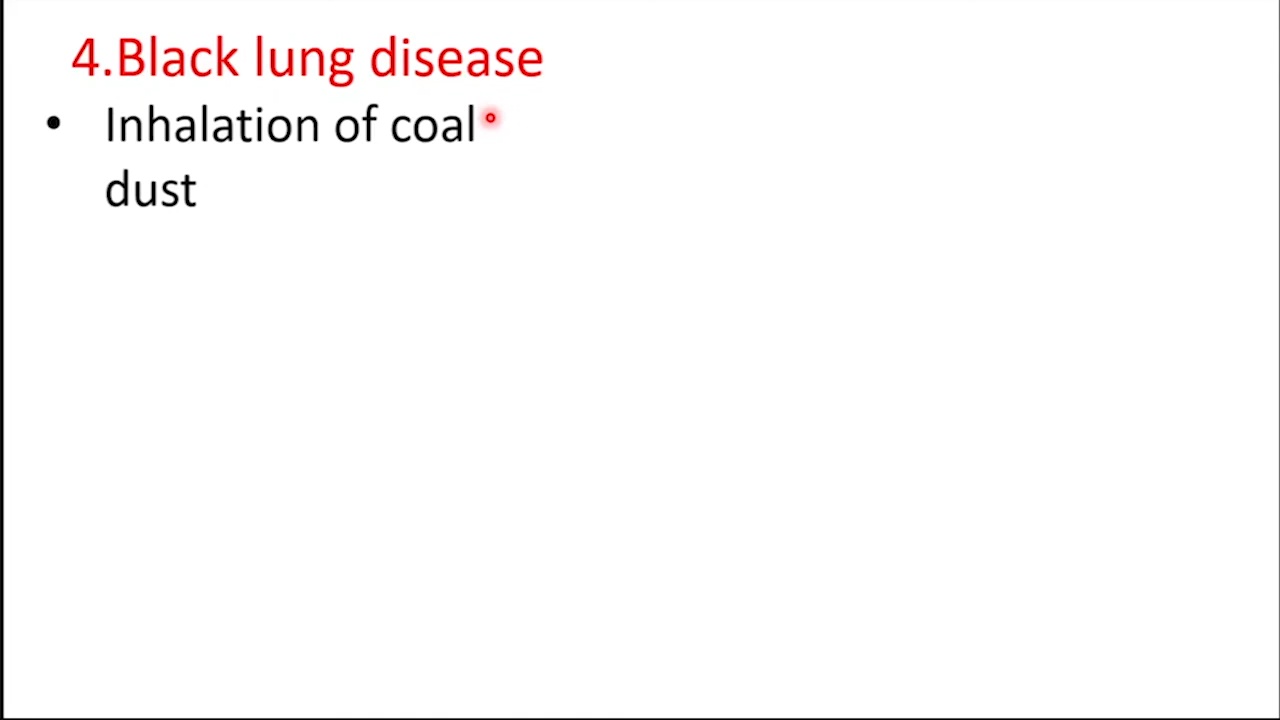 4.Black lung disease
• Inhalation of coal
dust